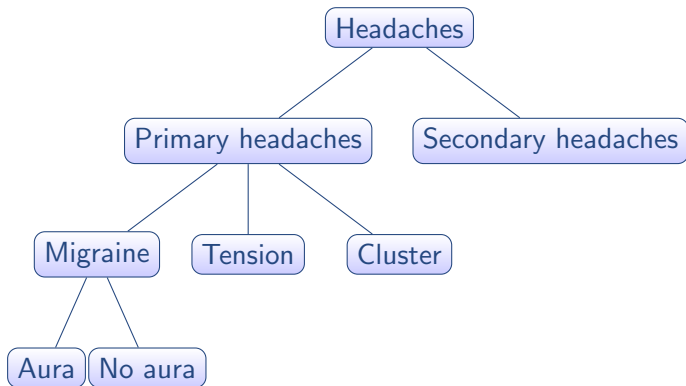 Headaches
Primary headaches
Secondary headaches
Migraine
Tension
Cluster
Aura
No aura